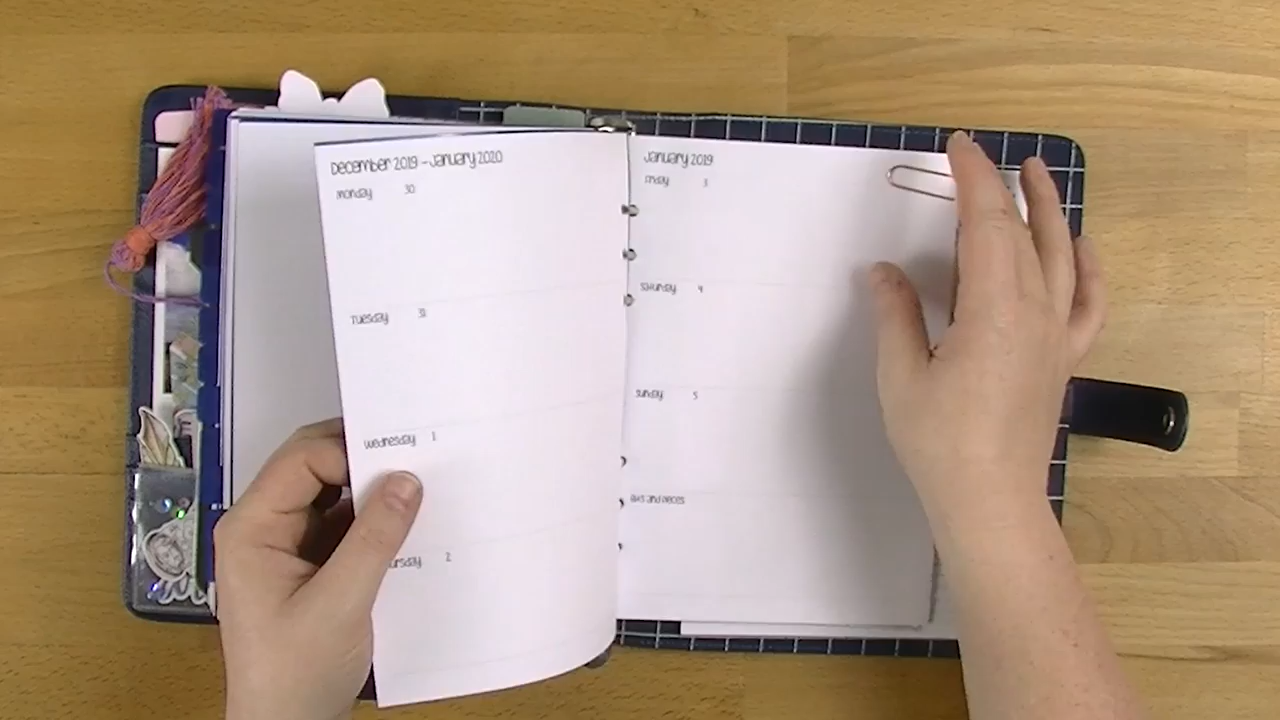 December 2019 - January 2020
Monday 30
Tuesday 31
Wednesday 1
ursday 2
January 2019
Friday 3
Saturday 4
Sunday 5
Bits and pieces